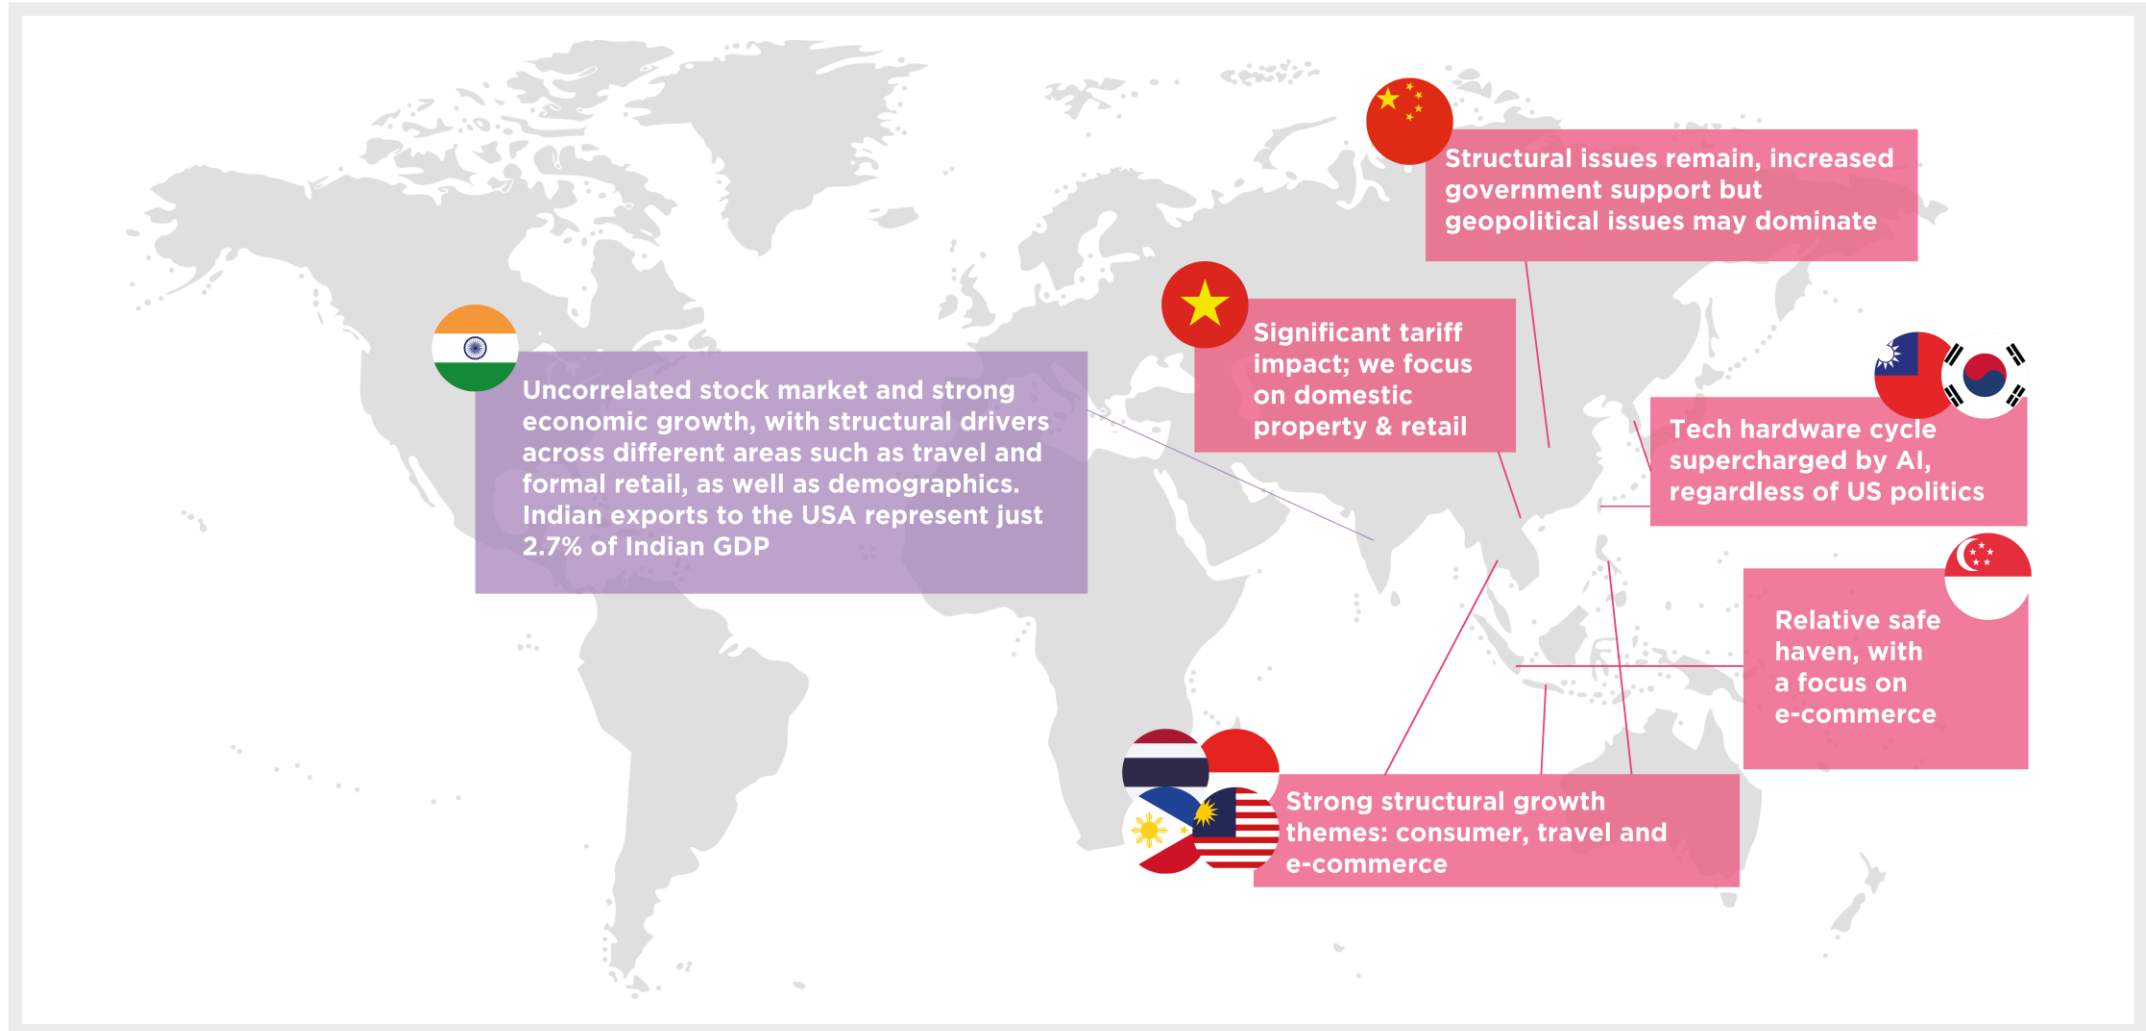 Structural issues remain, increased
government support but
geopolitical issues may dominate
Significant tariff
impact; we focus
on domestic
property & retail
Uncorrelated stock market and strong
economic growth, with structural drivers
across different areas such as travel and
formal retail, as well as demographics.
Indian exports to the USA represent just
2.7% of Indian GDP
Tech hardware cycle
supercharged by AI,
regardless of US politics
Relative safe
haven, with
a focus on
e-commerce
Strong structural growth
themes: consumer, travel and
e-commerce